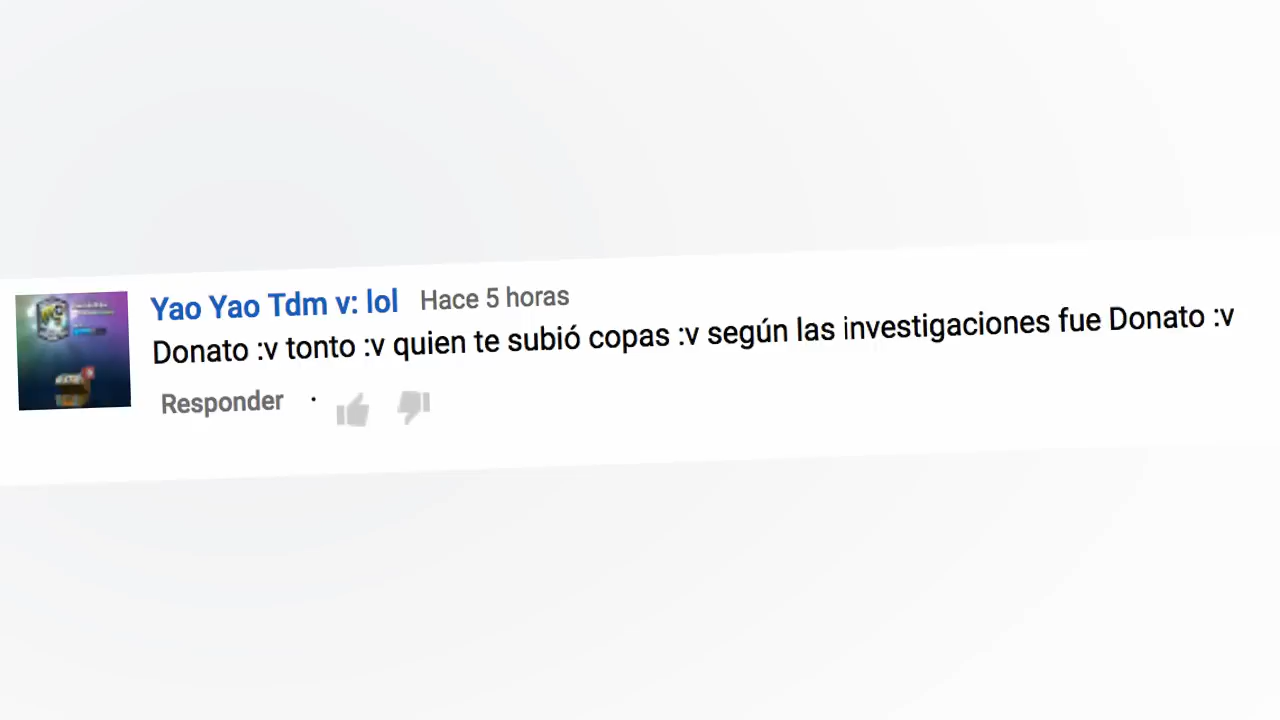 Yao Yao Tdm v: lol Hace 5 horas
Donato :v tonto :v quien te subió copas :v según las investigaciones fue Donato :v
Responder ·